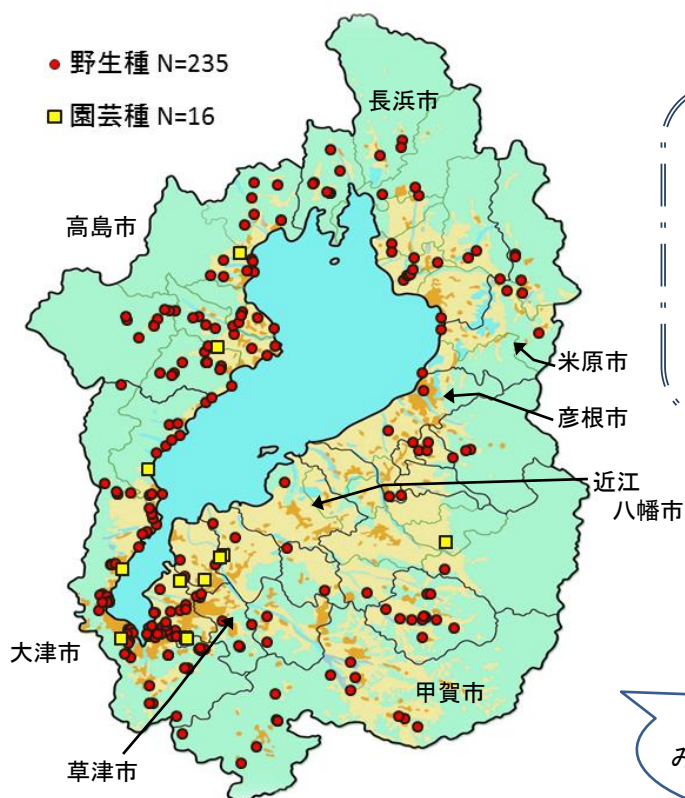 野生種 N=235
園芸種 N=16
長浜市
高島市
米原市
彦根市
近江
八幡市
大津市
甲賀市
草津市
み